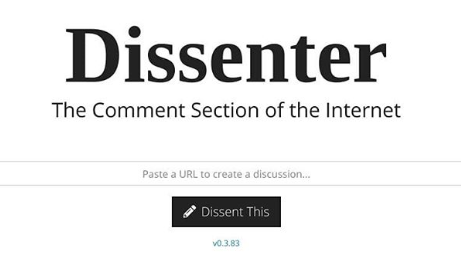 Dissenter
The Comment Section of the Internet
Paste a URL to create a discussion...
Dissent This
v0.3.83